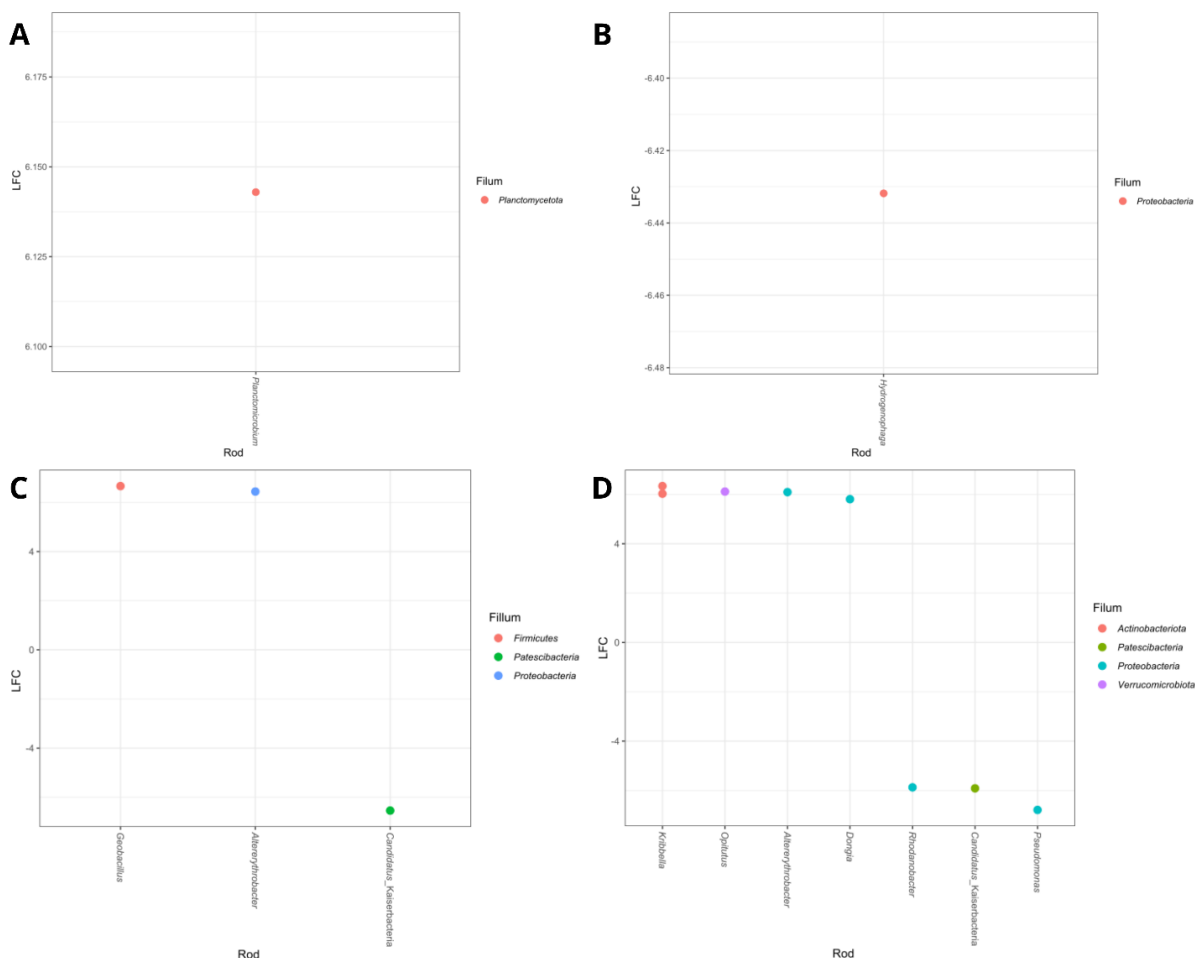 A
6.175
6.150
6.125
6.100
LFC
Planctomicrobium
Rod
Filum
Planctomycetota
B
-6.40
-6.42
-6.44
-6.46
-6.48
LFC
Hydrogenophaga
Rod
Filum
Proteobacteria
C
4
0
-4
LFC
Geobacillus
Altererythrobacter
Candidatus_Kaiserbacteria
Rod
Fillum
Firmicutes
Patescibacteria
Proteobacteria
D
4
0
-4
LFC
Kribbella
Opitutus
Altererythrobacter
Dongia
Rhodanobacter
Candidatus_Kaiserbacteria
Pseudomonas
Rod
Filum
Actinobacteriota
Patescibacteria
Proteobacteria
Verrucomicrobiota